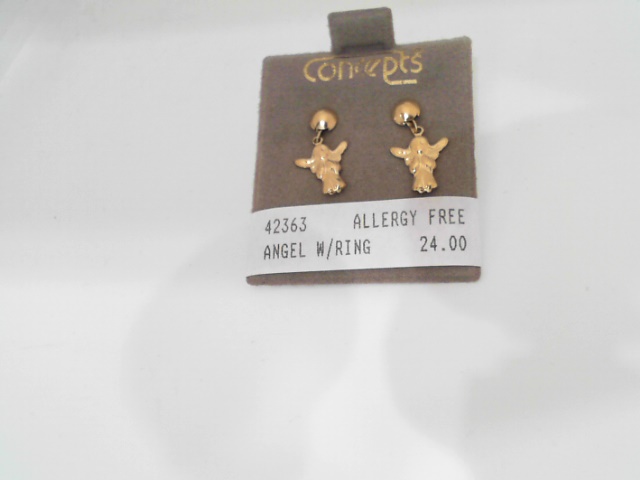 Concepts
42363 ALLERGY FREE
ANGEL W/RING 24.00